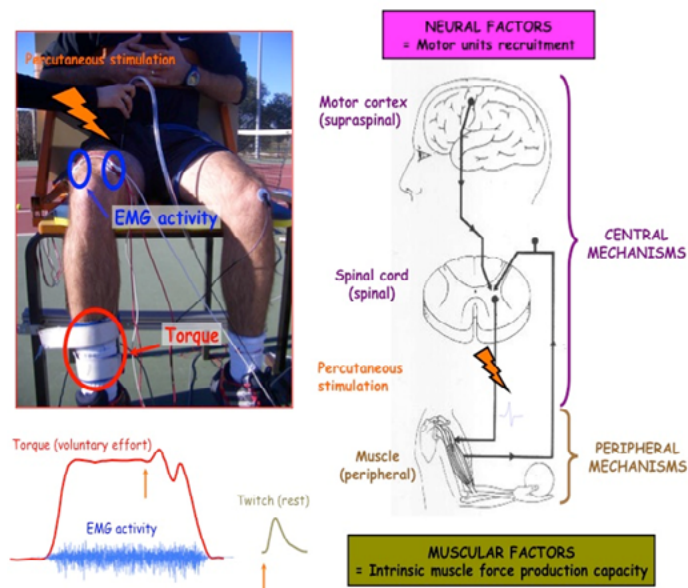 Percutaneous stimulation
EMG activity
Torque
Torque (voluntary effort)
EMG activity
Twitch (rest)
NEURAL FACTORS
= Motor units recruitment
Motor cortex
(supraspinal)
Spinal cord
(spinal)
Percutaneous
stimulation
Muscle
(peripheral)
CENTRAL
MECHANISMS
PERIPHERAL
MECHANISMS
MUSCULAR FACTORS
= Intrinsic muscle force production capacity